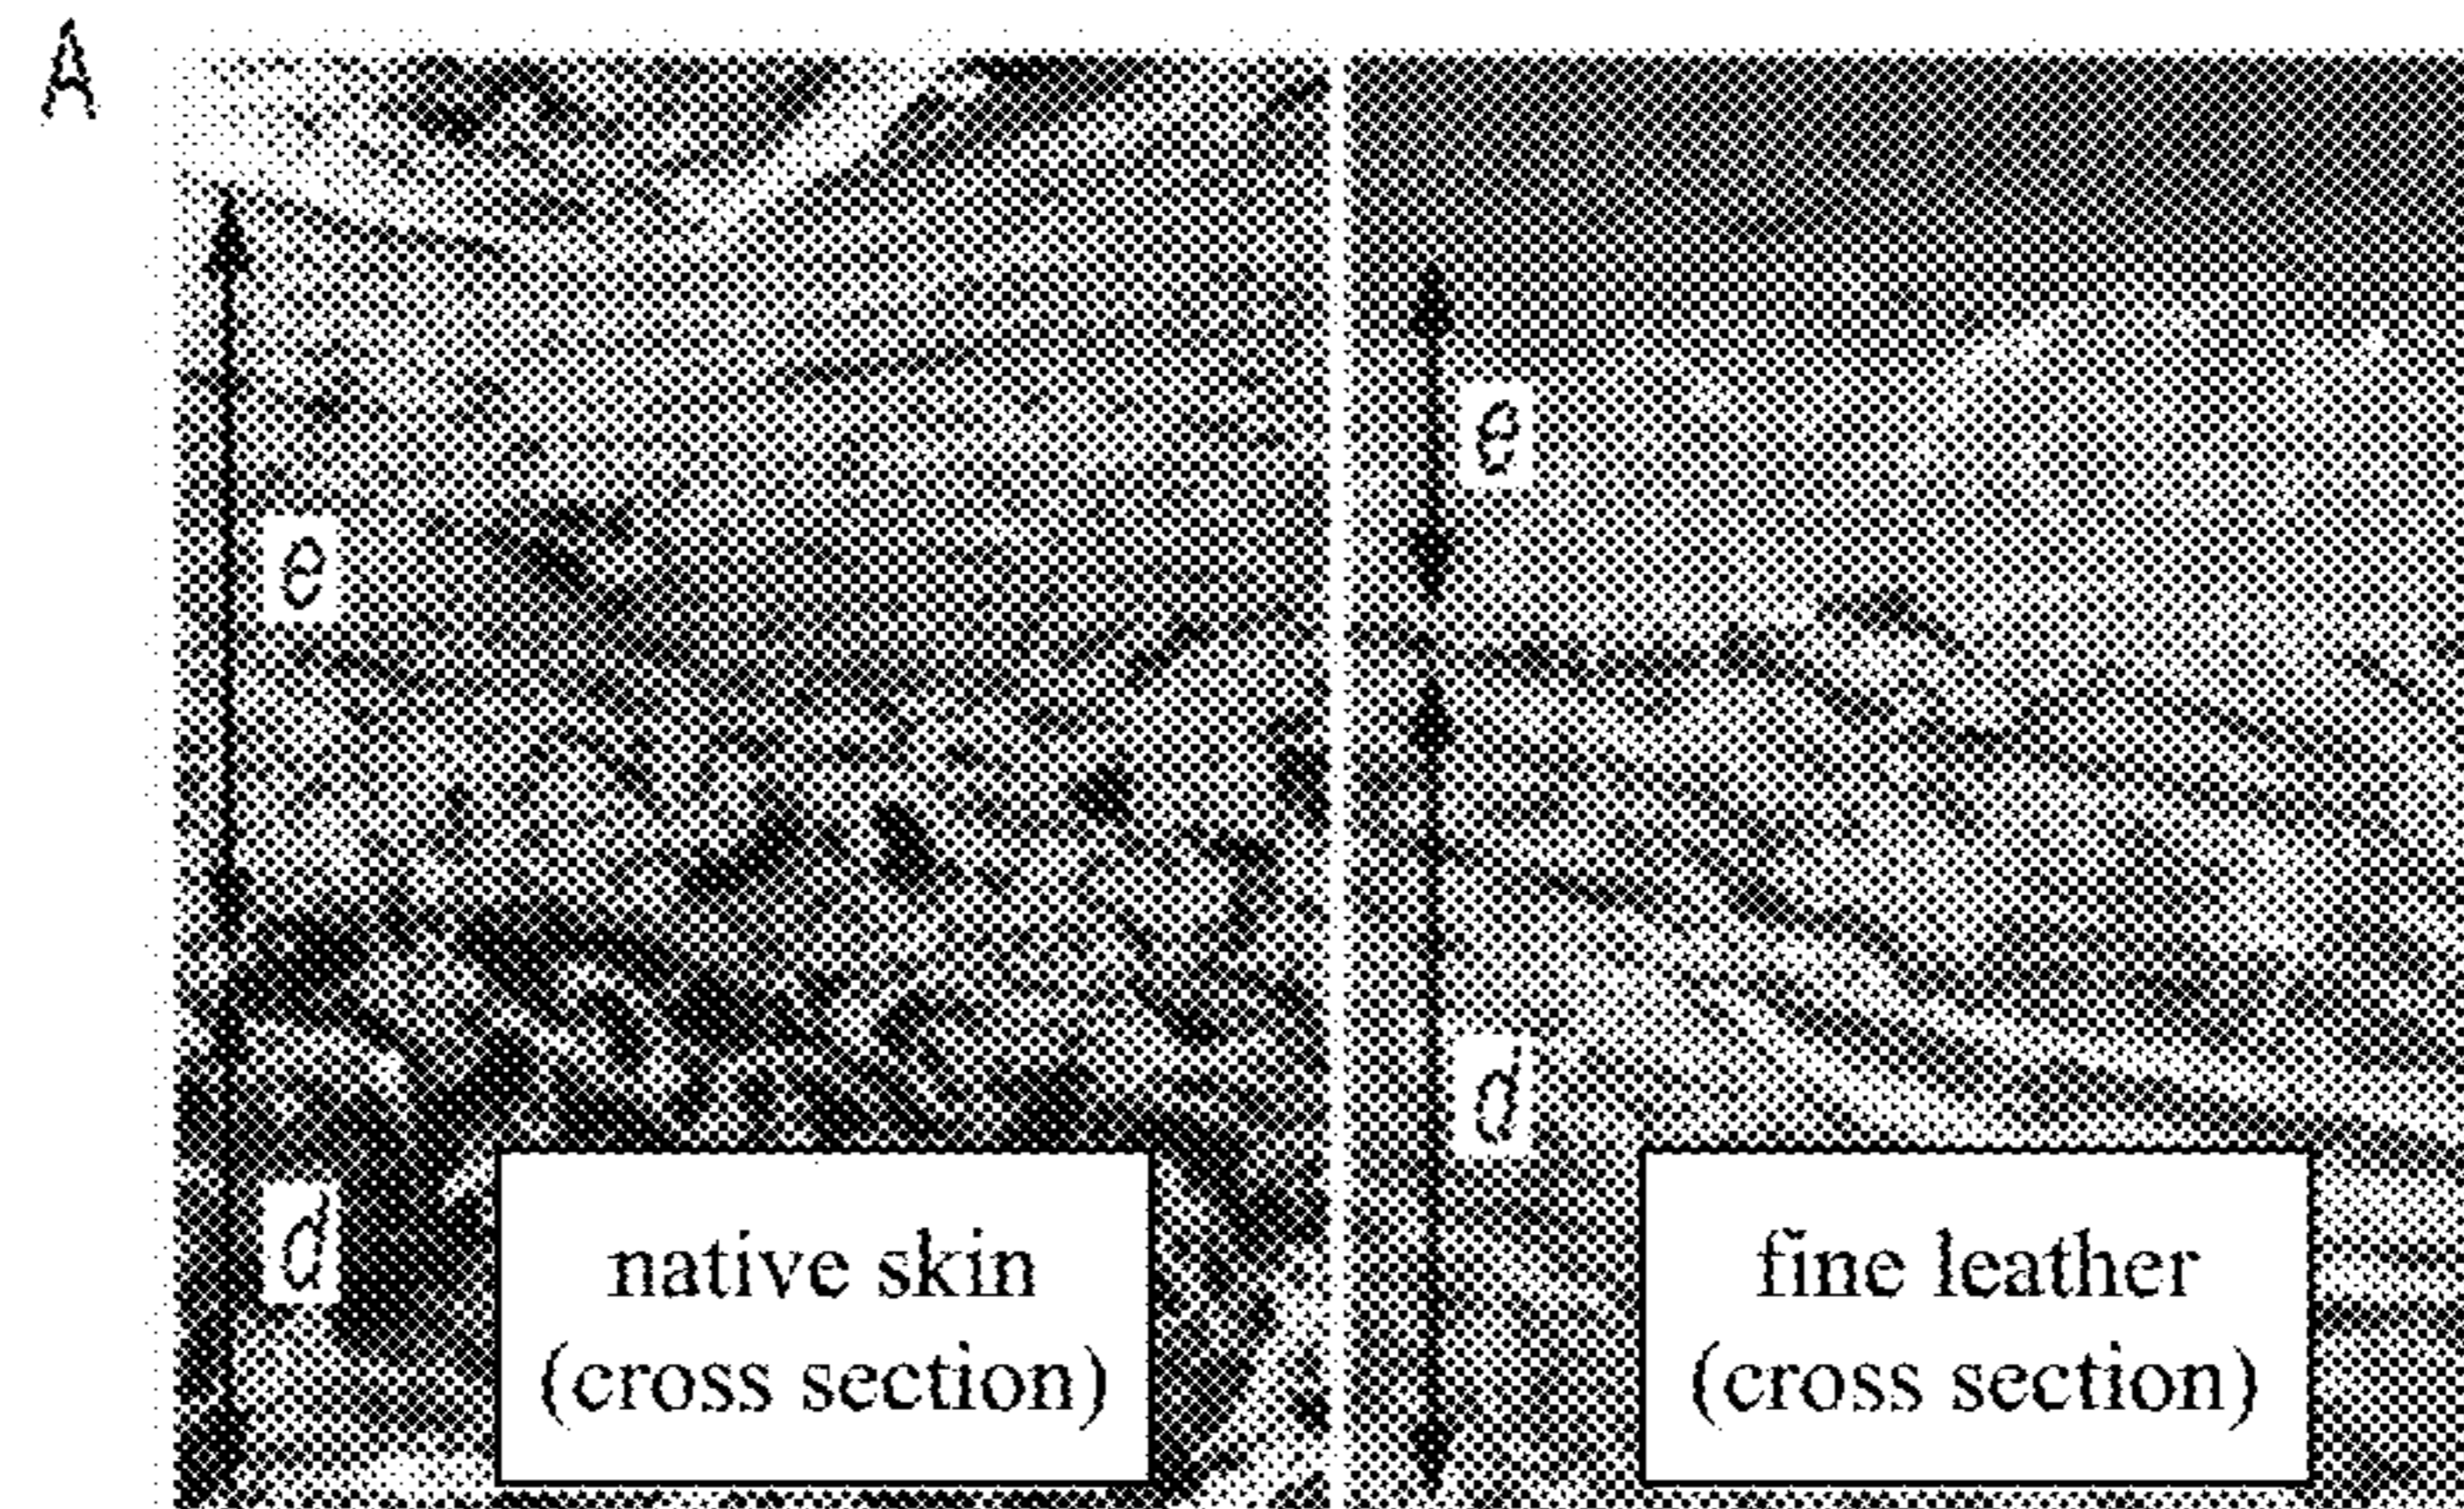 A
e
d
native skin
(cross section)
e
d
fine leather
(cross section)